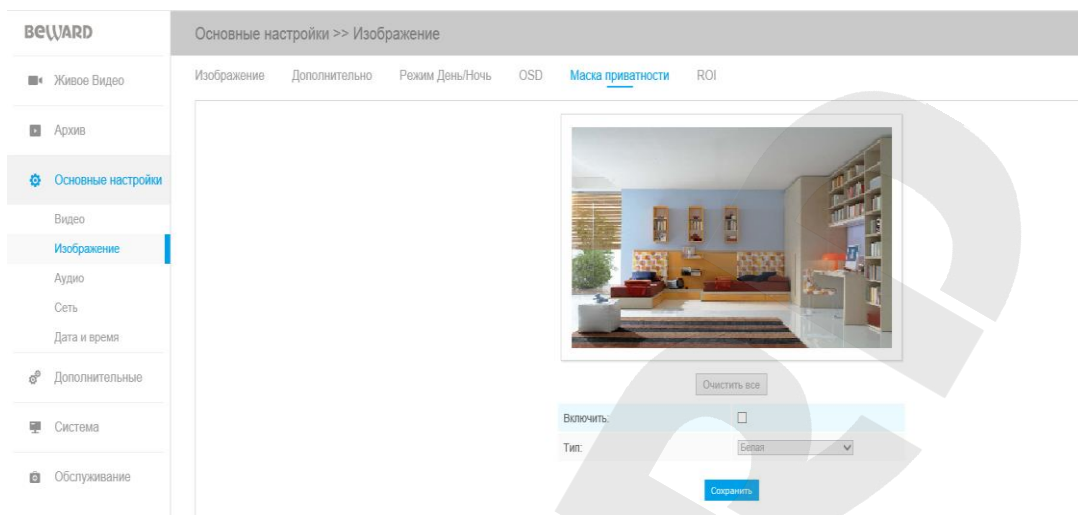 BEWARD
Основные настройки >> Изображение
Живое Видео
Архив
Основные настройки
Видео
Изображение
Аудио
Сеть
Дата и время
Дополнительные
Система
Обслуживание
Изображение Дополнительно Режим День/Ночь OSD Маска приватности ROI
Очистить все
Включить:
Тип: Белая
Сохранить